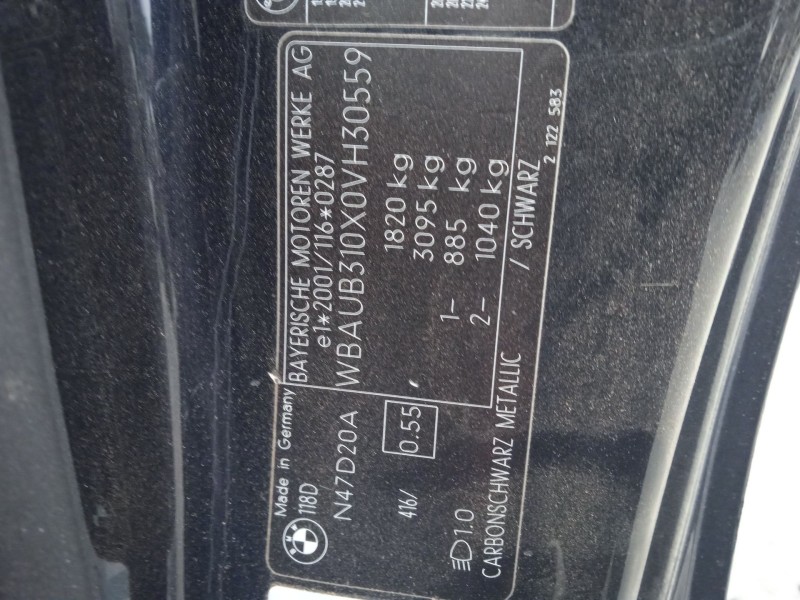 Made in Germany
118D
N47D20A
416/
0.55
1.0
BAYERISCHE MOTOREN WERKE AG
e1*2001/116*0287
WBAUB310X0VH30559
1820 kg
3095 kg
1- 885 kg
2- 1040 kg
CARBONSCHWARZ METALLIC / SCHWARZ
2 122 583